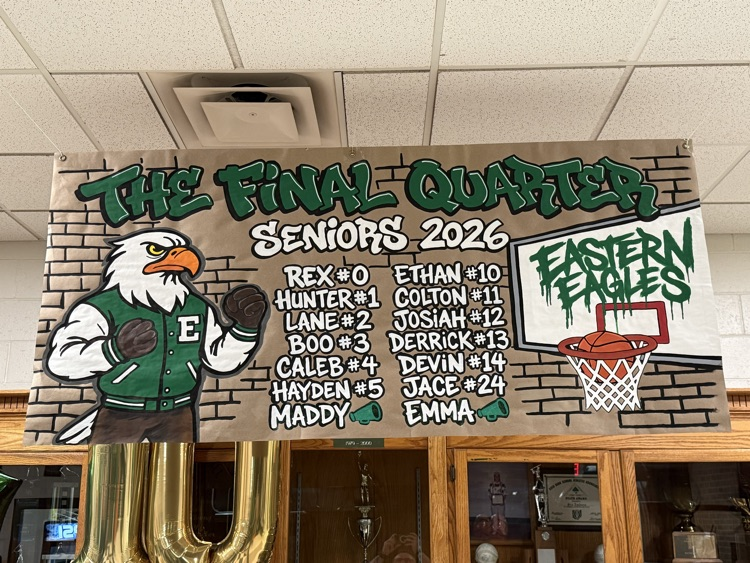 THE FiNAL QUARTER
SENiORS 2026
REX #0
HUNTER #1
LANE #2
BOO #3
CALEB #4
HAYDEN #5
MADDY
ETHAN #10
COLTON #11
JOSiAH #12
DERRiCK #13
DEViN #14
JACE #24
EMMA
E
EASTERN
EAGLES